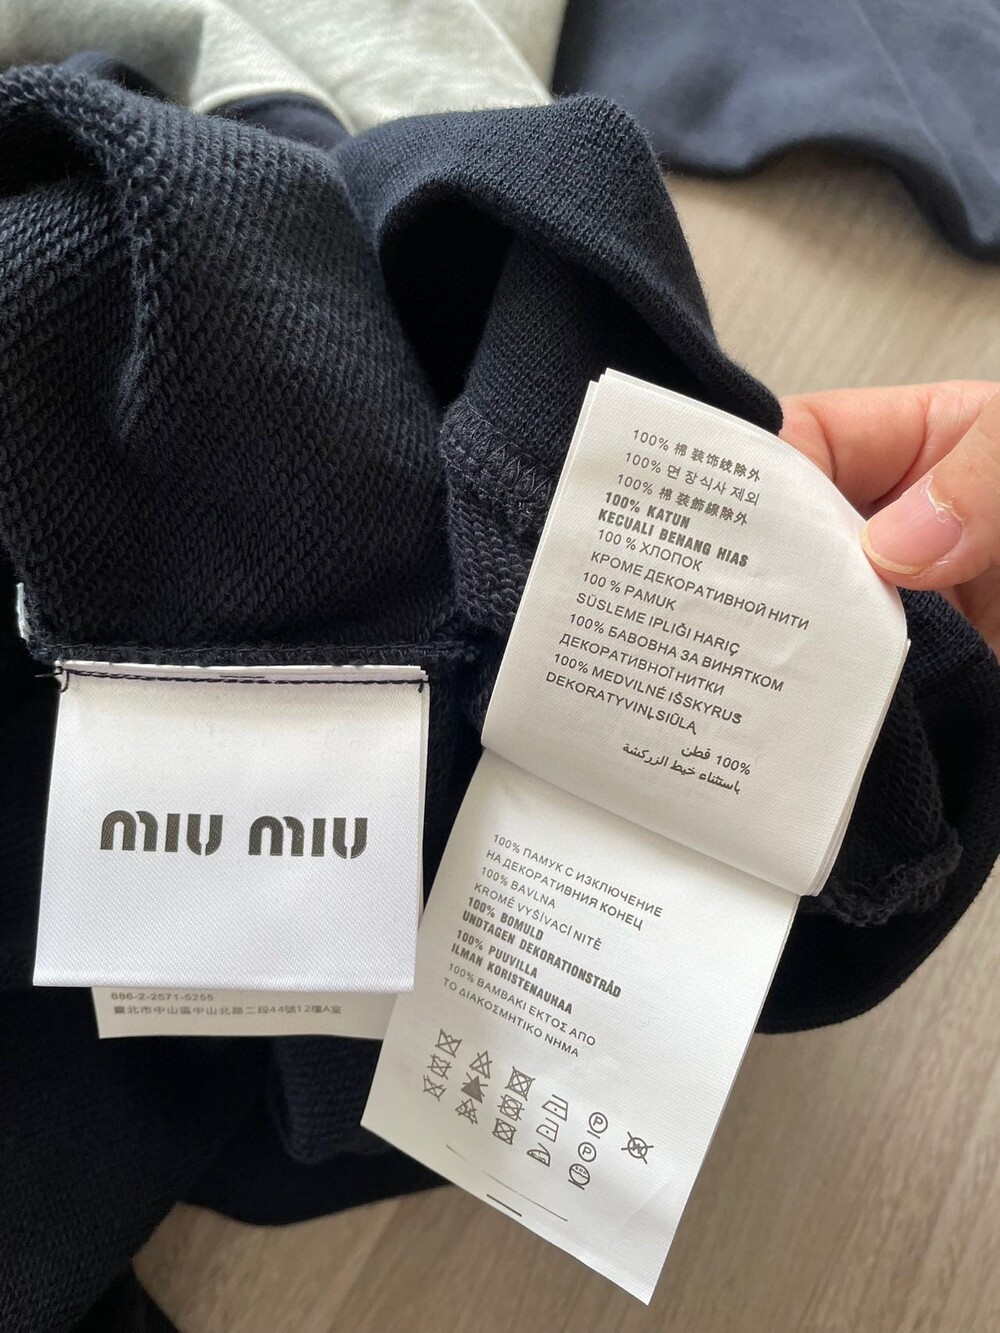 miu miu
886-2-2571-5255
臺北市中山區中山北路二段44號12樓A室
100% 棉 装饰线除外
100% 면 장식사 제외
100% 棉 裝飾線除外
100% KATUN
KECUALI BENANG HIAS
100 % ХЛОПОК
КРОМЕ ДЕКОРАТИВНОЙ НИТИ
100 % PAMUK
SÜSLEME IPLIĞI HARIÇ
100% БАВОВНА ЗА ВИНЯТКОМ
ДЕКОРАТИВНОЇ НИТКИ
100% MEDVILNĖ IŠSKYRUS
DEKORATYVINĮ SIŪLĄ
100% قطن
باستثناء خيط الزركشة
100% ПАМУК С ИЗКЛЮЧЕНИЕ
НА ДЕКОРАТИВНИЯ КОНЕЦ
100% BAVLNA
KROMĚ VYŠÍVACÍ NITĚ
100% BOMULD
UNDTAGEN DEKORATIONSTRÅD
100% PUUVILLA
ILMAN KORISTENAUHAA
100% ΒΑΜΒΑΚΙ ΕΚΤΟΣ ΑΠΟ
ΤΟ ΔΙΑΚΟΣΜΗΤΙΚΟ ΝΗΜΑ
P
W
P